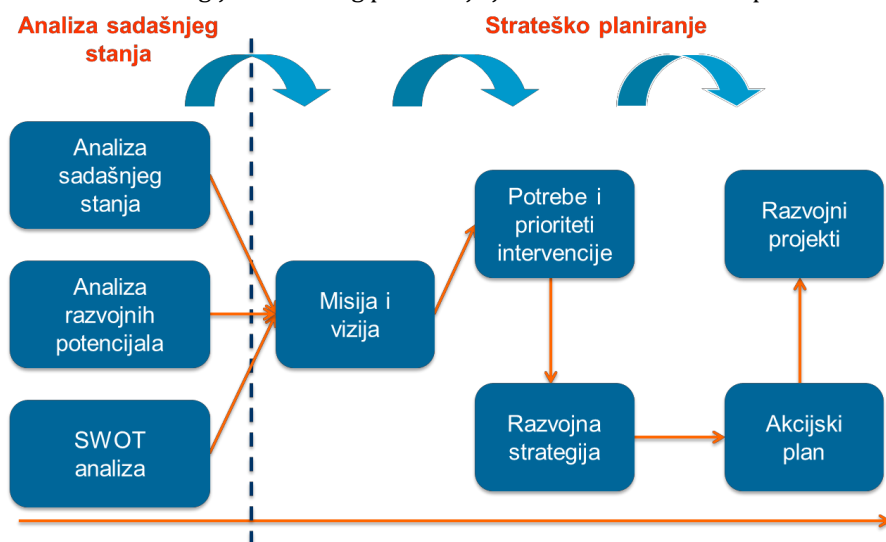 Analiza sadašnjeg
stanja
Strateško planiranje
Analiza
sadašnjeg
stanja
Analiza
razvojnih
potencijala
SWOT
analiza
Misija i
vizija
Potrebe i
prioriteti
intervencije
Razvojna
strategija
Razvojni
projekti
Akcijski
plan